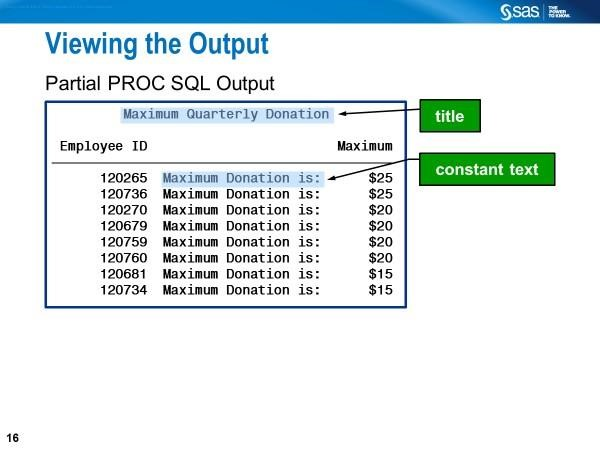 sas THE POWER TO KNOW.
Viewing the Output
Partial PROC SQL Output
Maximum Quarterly Donation
title
Employee ID Maximum
constant text
120265 Maximum Donation is: $25
120736 Maximum Donation is: $25
120270 Maximum Donation is: $20
120679 Maximum Donation is: $20
120759 Maximum Donation is: $20
120760 Maximum Donation is: $20
120681 Maximum Donation is: $15
120734 Maximum Donation is: $15
16